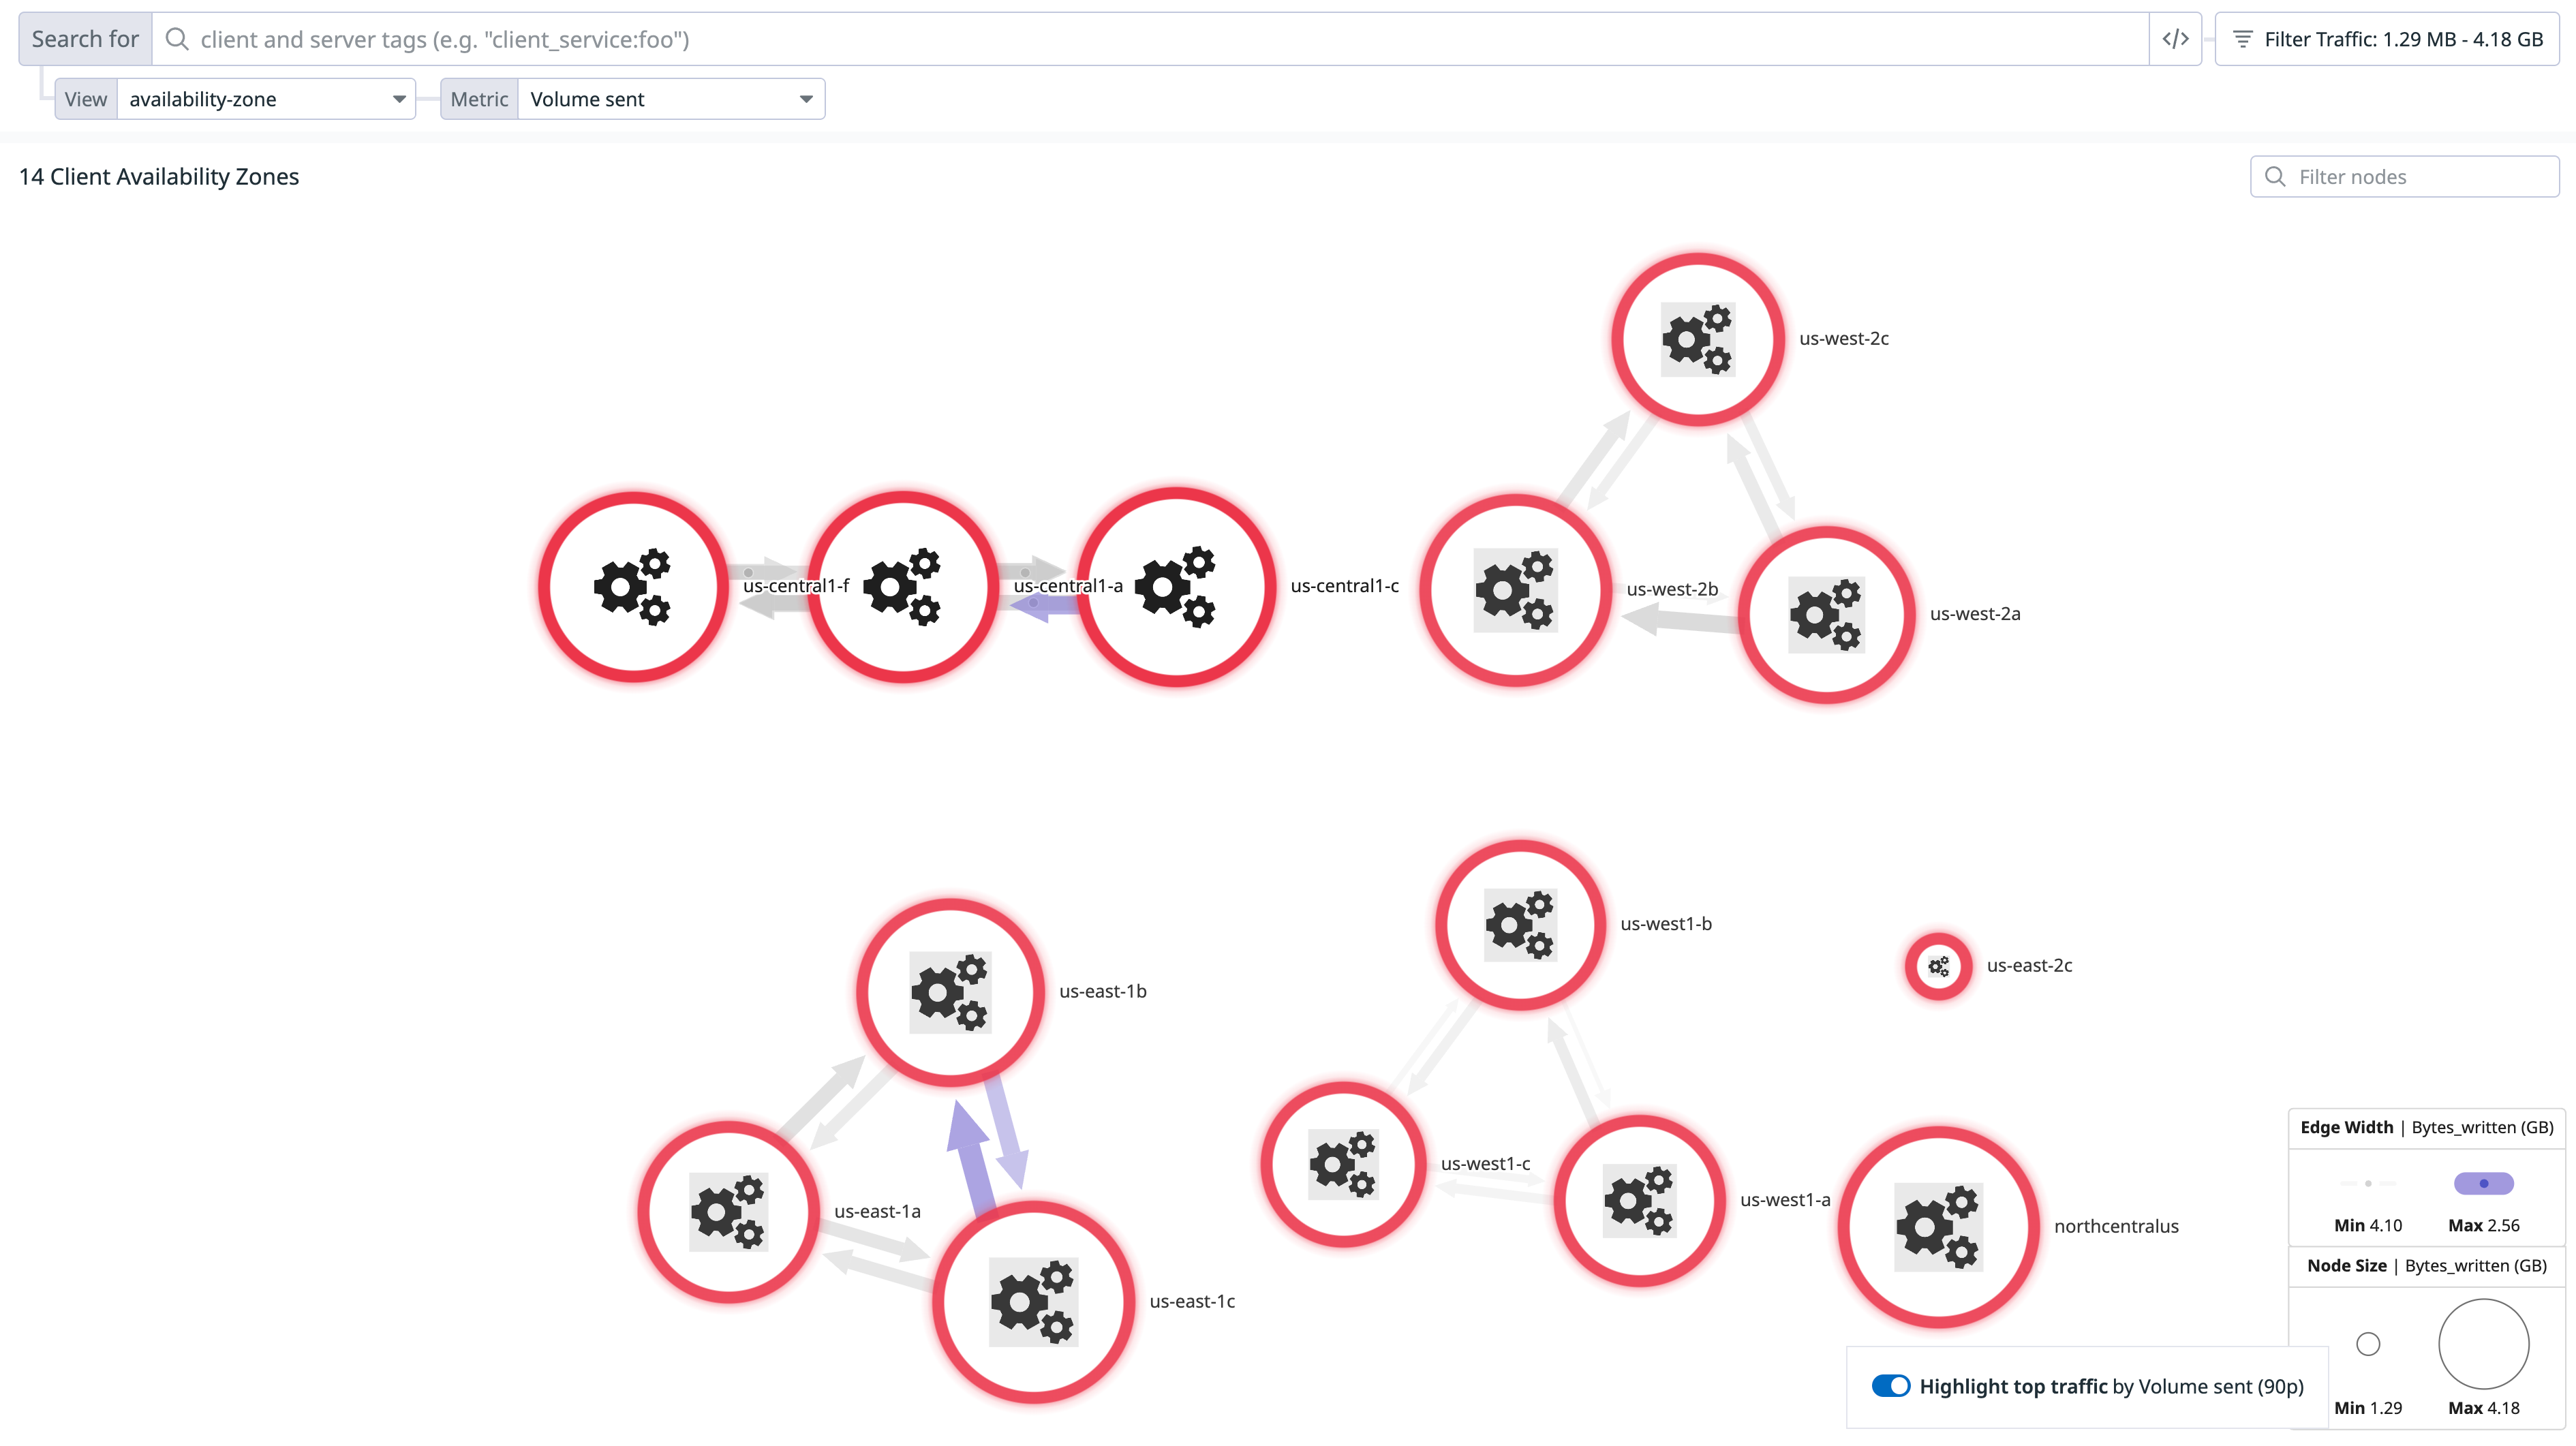 Search for
client and server tags (e.g. "client_service:foo")
</>
Filter Traffic: 1.29 MB - 4.18 GB
View
availability-zone
Metric
Volume sent
14 Client Availability Zones
Filter nodes
us-west-2c
us-central1-f
us-central1-a
us-central1-c
us-west-2b
us-west-2a
us-west1-b
us-east-2c
us-east-1b
us-west1-c
us-west1-a
us-east-1a
northcentralus
us-east-1c
Edge Width | Bytes_written (GB)
Min 4.10
Max 2.56
Node Size | Bytes_written (GB)
Min 1.29
Max 4.18
Highlight top traffic by Volume sent (90p)